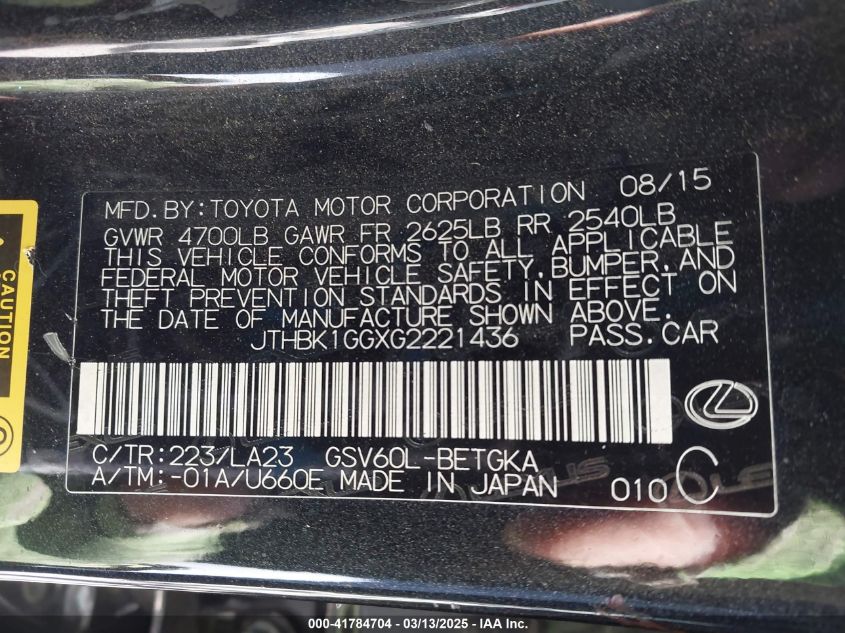 MFD. BY: TOYOTA MOTOR CORPORATION 08/15
GVWR 4700LB GAWR FR 2625LB RR 2540LB
THIS VEHICLE CONFORMS TO ALL APPLICABLE
FEDERAL MOTOR VEHICLE SAFETY, BUMPER, AND
THEFT PREVENTION STANDARDS IN EFFECT ON
THE DATE OF MANUFACTURE SHOWN ABOVE.
JTHBK1GGXG2221436 PASS. CAR
C/TR: 223/LA23 GSV60L-BETGKA
A/TM: -01A/U660E MADE IN JAPAN 010 C
CAUTION
000-41784704 - 03/13/2025 - IAA Inc.